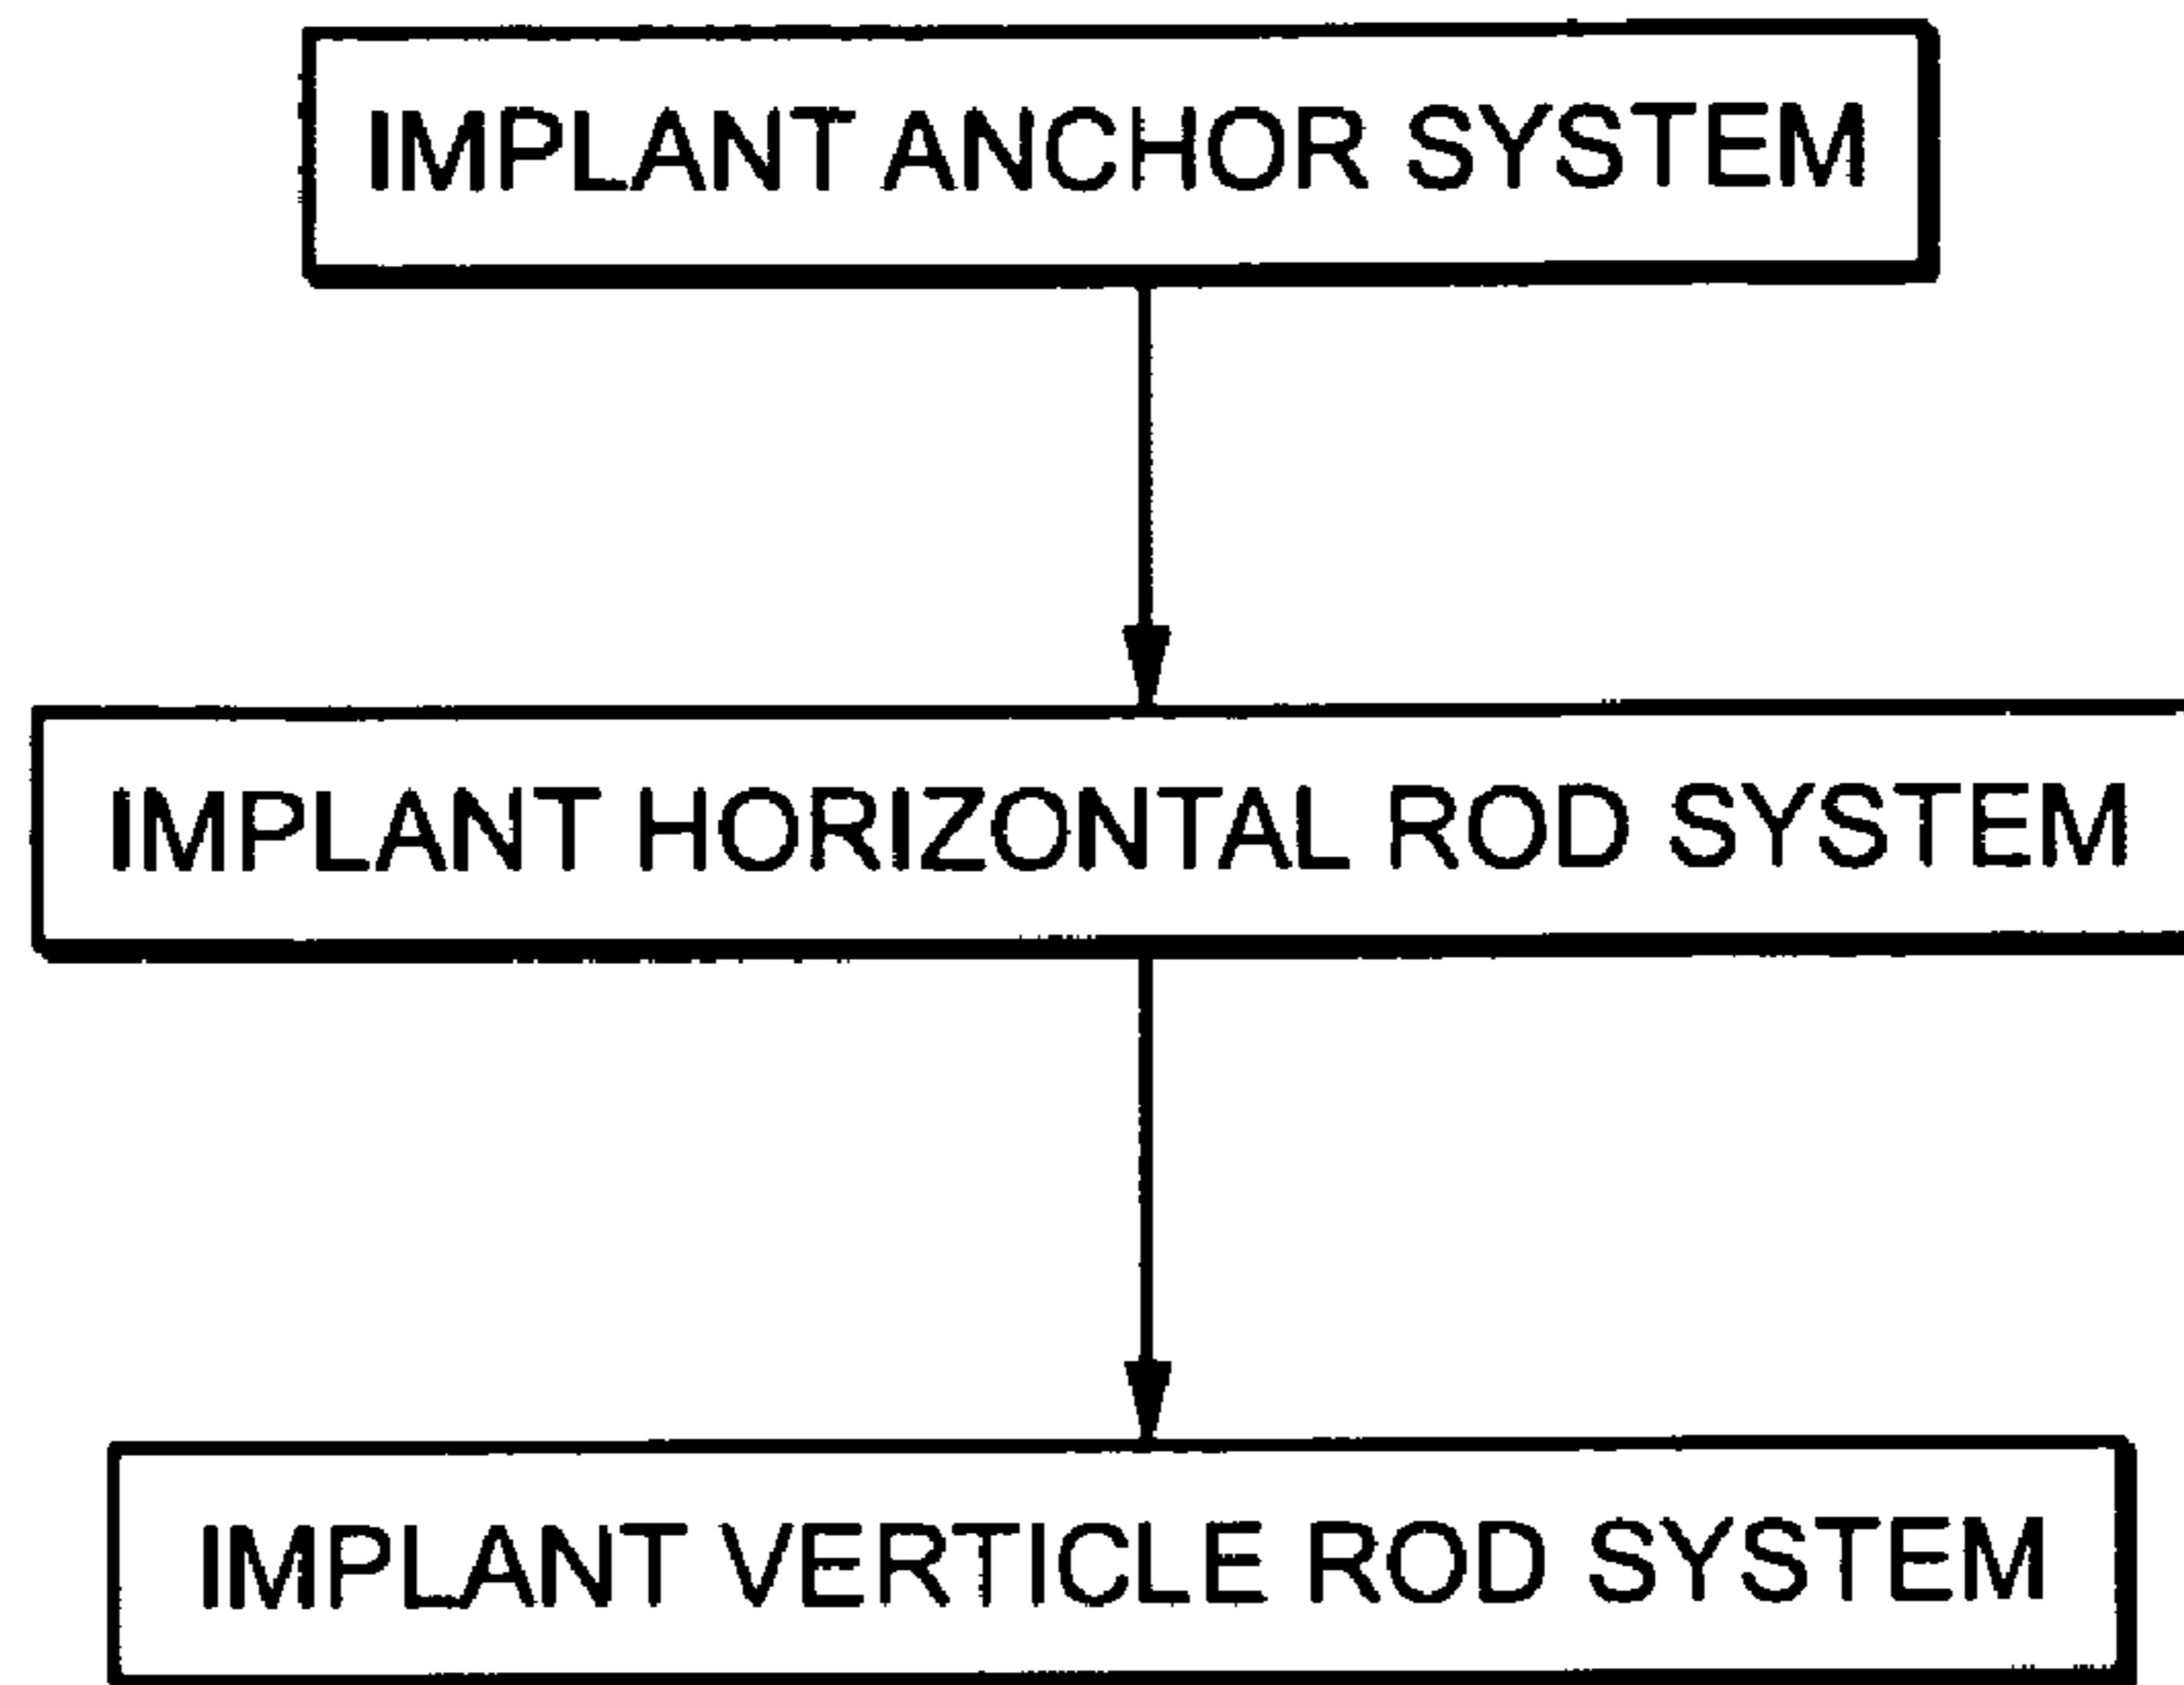 IMPLANT ANCHOR SYSTEM
IMPLANT HORIZONTAL ROD SYSTEM
IMPLANT VERTICLE ROD SYSTEM